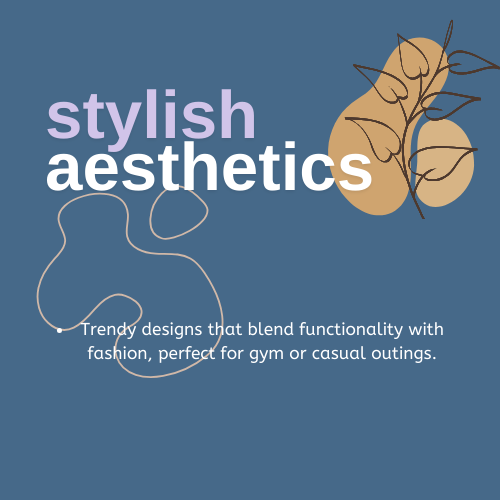 stylish
aesthetics
• Trendy designs that blend functionality with
fashion, perfect for gym or casual outings.